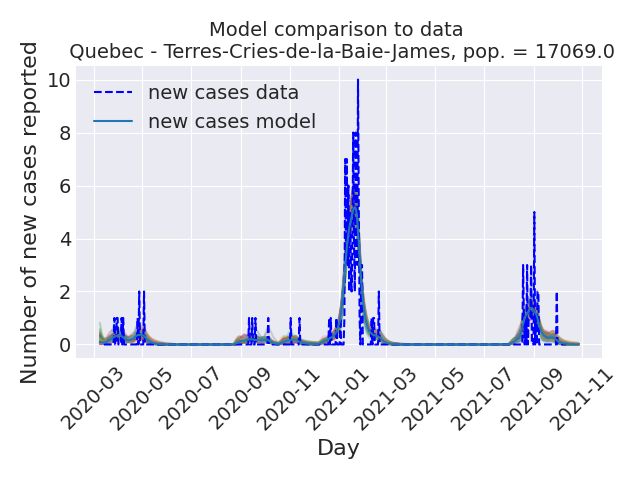 Model comparison to data
Quebec - Terres-Cries-de-la-Baie-James, pop. = 17069.0
Number of new cases reported
10
8
6
4
2
0
new cases data
new cases model
2020-03
2020-05
2020-07
2020-09
2020-11
2021-01
2021-03
2021-05
2021-07
2021-09
2021-11
Day